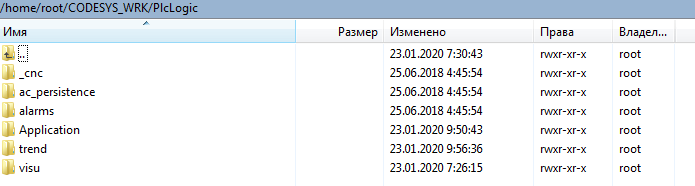 /home/root/CODESYS_WRK/PlcLogic
Имя Размер Изменено Права Владел...
.. 23.01.2020 7:30:43 rwxr-xr-x root
_cnc 25.06.2018 4:45:54 rwxr-xr-x root
ac_persistence 25.06.2018 4:45:54 rwxr-xr-x root
alarms 25.06.2018 4:45:54 rwxr-xr-x root
Application 23.01.2020 9:50:43 rwxr-xr-x root
trend 23.01.2020 9:56:36 rwxr-xr-x root
visu 23.01.2020 7:26:15 rwxr-xr-x root